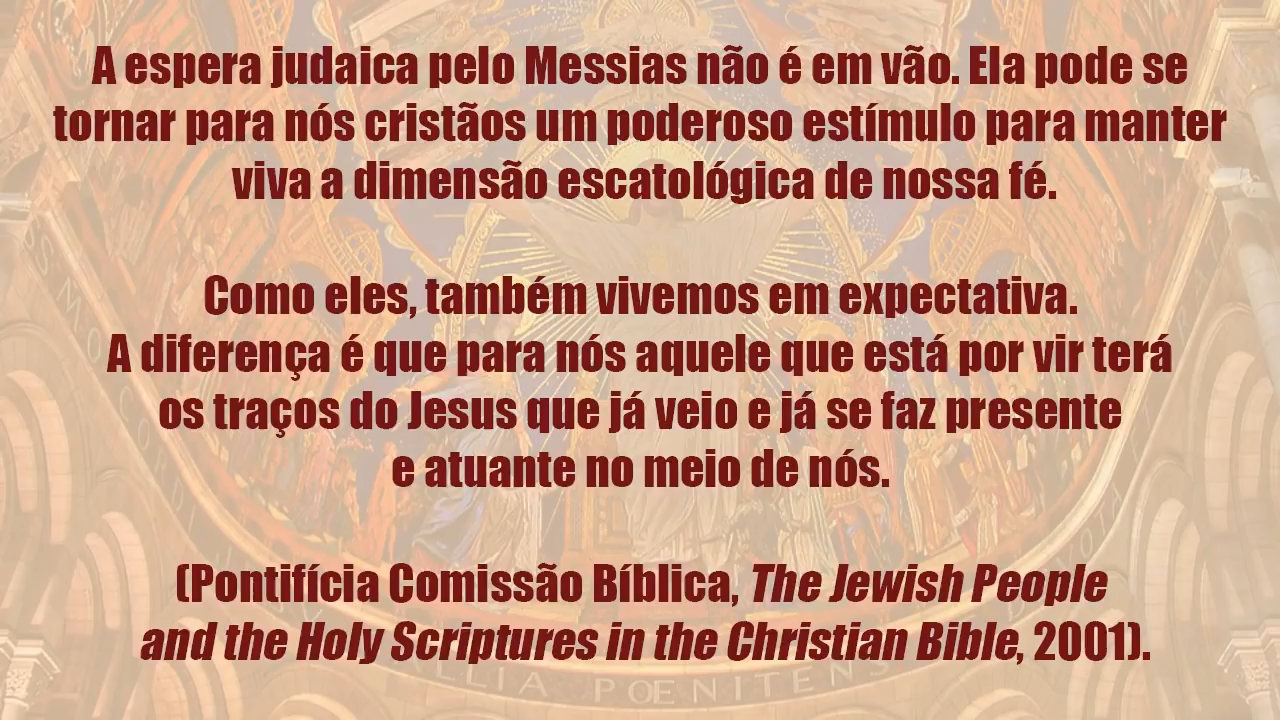 A espera judaica pelo Messias não é em vão. Ela pode se
tornar para nós cristãos um poderoso estímulo para manter
viva a dimensão escatológica de nossa fé.
Como eles, também vivemos em expectativa.
A diferença é que para nós aquele que está por vir terá
os traços do Jesus que já veio e já se faz presente
e atuante no meio de nós.
(Pontifícia Comissão Bíblica, The Jewish People
and the Holy Scriptures in the Christian Bible, 2001).
LLIA POENITENS